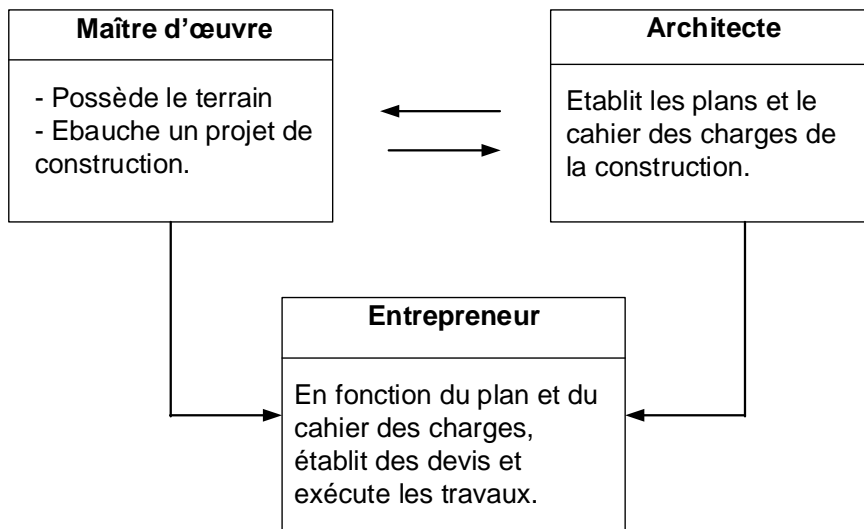 Maître d'œuvre
- Possède le terrain
- Ebauche un projet de
construction.
Architecte
Etablit les plans et le
cahier des charges de
la construction.
Entrepreneur
En fonction du plan et du
cahier des charges,
établit des devis et
exécute les travaux.